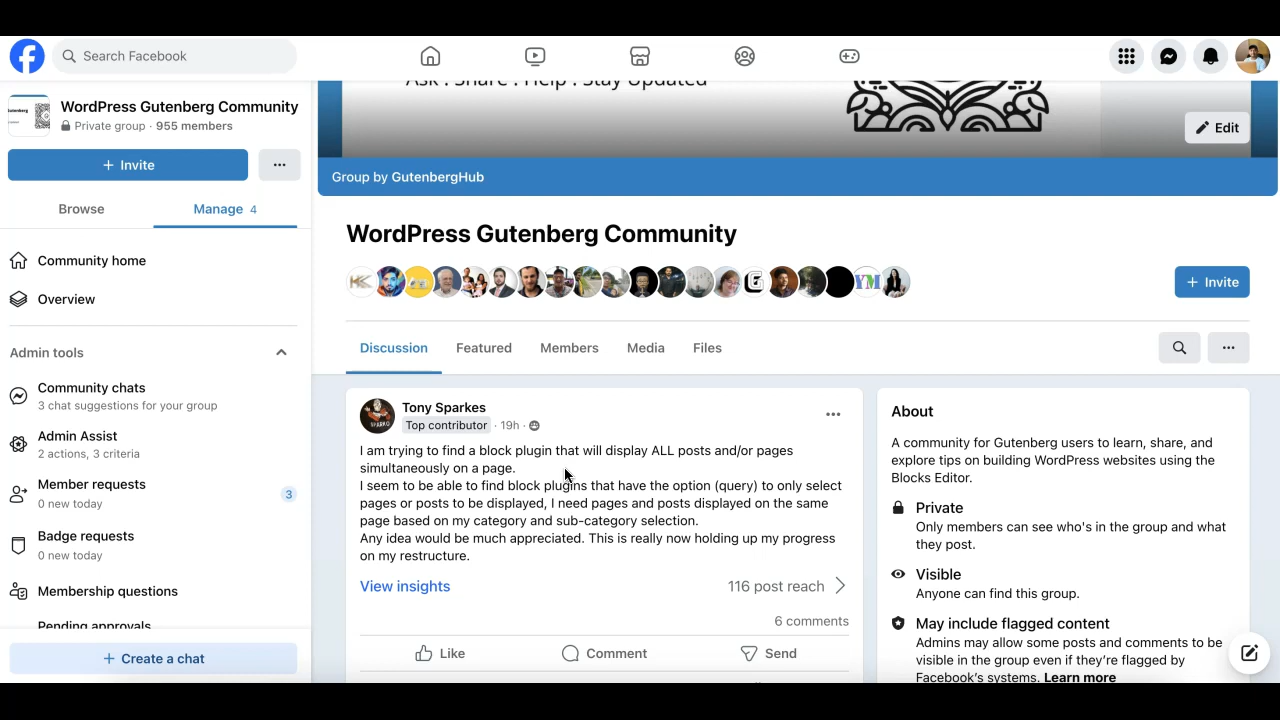 Search Facebook
WordPress Gutenberg Community
Private group · 955 members
+ Invite
Browse
Manage 4
Community home
Overview
Admin tools
Community chats
3 chat suggestions for your group
Admin Assist
2 actions, 3 criteria
Member requests
0 new today
3
Badge requests
0 new today
Membership questions
Pending approvals
+ Create a chat
Ask . Share . Help . Stay Updated
Edit
Group by GutenbergHub
WordPress Gutenberg Community
YM
+ Invite
Discussion
Featured
Members
Media
Files
Tony Sparkes
Top contributor · 19h ·
I am trying to find a block plugin that will display ALL posts and/or pages
simultaneously on a page.
I seem to be able to find block plugins that have the option (query) to only select
pages or posts to be displayed, I need pages and posts displayed on the same
page based on my category and sub-category selection.
Any idea would be much appreciated. This is really now holding up my progress
on my restructure.
View insights
116 post reach
6 comments
Like
Comment
Send
About
A community for Gutenberg users to learn, share, and
explore tips on building WordPress websites using the
Blocks Editor.
Private
Only members can see who's in the group and what
they post.
Visible
Anyone can find this group.
May include flagged content
Admins may allow some posts and comments to be
visible in the group even if they're flagged by
Facebook's systems. Learn more